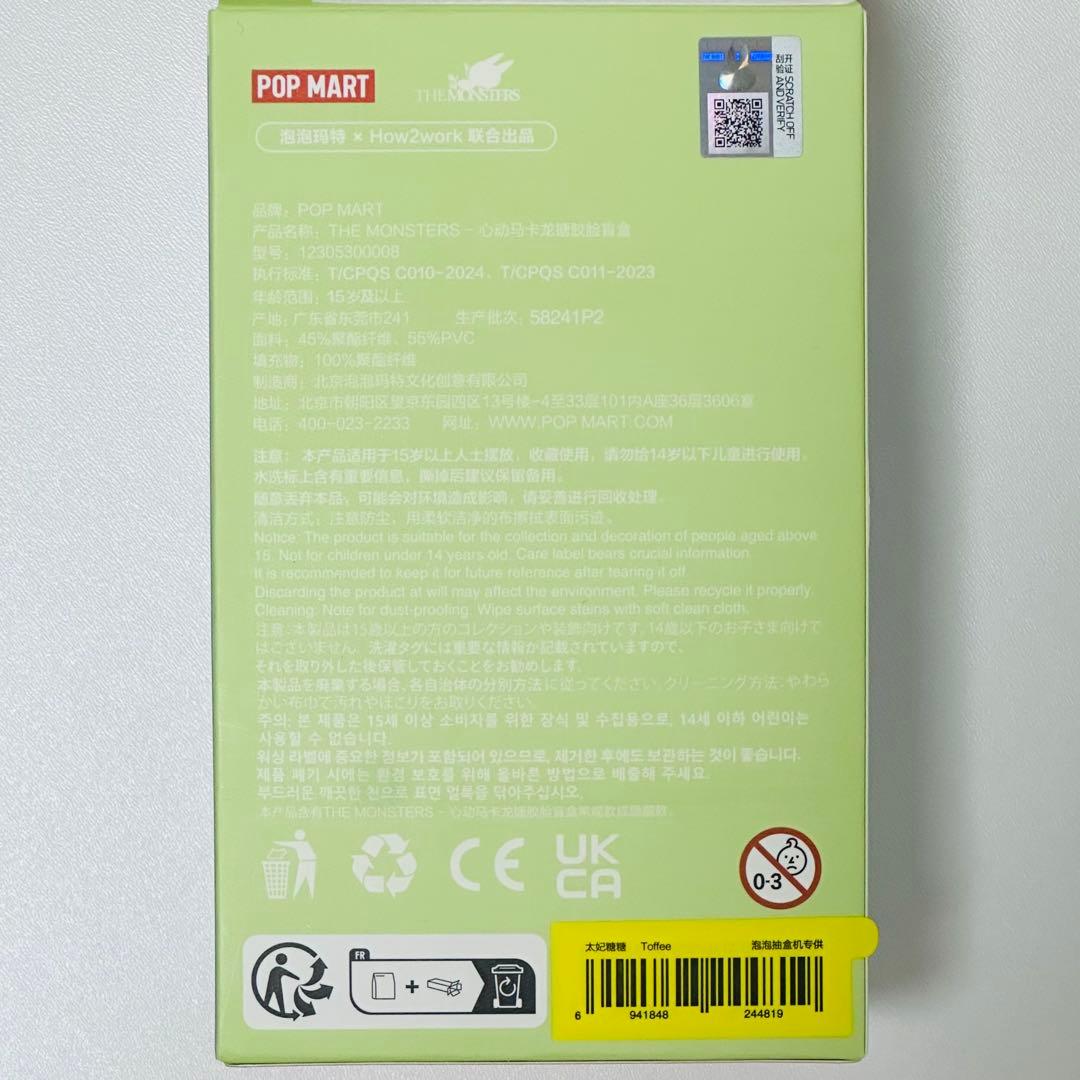 POP MART
THE MONSTERS
开证 SCRATCH OFF
刮验 AND VERIFY
泡泡玛特 × How2work 联合出品
品牌：POP MART
产品名称：THE MONSTERS - 心动马卡龙搪胶脸盲盒
型号：12305300008
执行标准：T/CPQS C010-2024、T/CPQS C011-2023
年龄范围：15岁及以上
产地：广东省东莞市241 生产批次：58241P2
面料：45%聚酯纤维、55%PVC
填充物：100%聚酯纤维
制造商：北京泡泡玛特文化创意有限公司
地址：北京市朝阳区望京东园四区13号楼-4至33层101内A座36层3606室
电话：400-023-2233 网址：WWW.POP MART.COM
注意：本产品适用于15岁以上人士摆放，收藏使用，请勿给14岁以下儿童进行使用。
水洗标上含有重要信息，撕掉后建议保留备用。
随意丢弃本品，可能会对环境造成影响，请妥善进行回收处理。
清洁方式：注意防尘，用柔软洁净的布擦拭表面污迹。
Notice: The product is suitable for the collection and decoration of people aged above
15. Not for children under 14 years old. Care label bears crucial information.
It is recommended to keep it for future reference after tearing it off.
Discarding the product at will may affect the environment. Please recycle it properly.
Cleaning: Note for dust-proofing. Wipe surface stains with soft clean cloth.
注意：本製品は15歳以上の方のコレクションや装飾向けです。14歳以下のお子さま向けで
はございません。洗濯タグには重要な情報が記載されていますので、
それを取り外した後保管しておくことをお勧めします。
本製品を廃棄する場合、各自治体の分別方法に従ってください。クリーニング方法：やわら
かい布巾で汚れやほこりをお取りください。
주의: 본 제품은 15세 이상 소비자를 위한 장식 및 수집용으로, 14세 이하 어린이는
사용할 수 없습니다.
워싱 라벨에 중요한 정보가 포함되어 있으므로, 제거한 후에도 보관하는 것이 좋습니다.
제품 폐기 시에는 환경 보호를 위해 올바른 방법으로 배출해 주세요.
부드러운 깨끗한 천으로 표면 얼룩을 닦아주십시오.
本产品含有THE MONSTERS - 心动马卡龙搪胶脸盲盒常规款或隐藏款。
CE
UK
CA
0-3
FR
太妃糖糖 Toffee 泡泡抽盒机专供
6 941848 244819